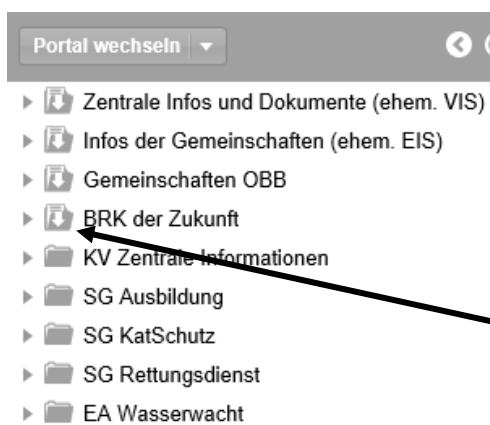 Portal wechseln
Zentrale Infos und Dokumente (ehem. VIS)
Infos der Gemeinschaften (ehem. EIS)
Gemeinschaften OBB
BRK der Zukunft
KV Zentrale Informationen
SG Ausbildung
SG KatSchutz
SG Rettungsdienst
EA Wasserwacht